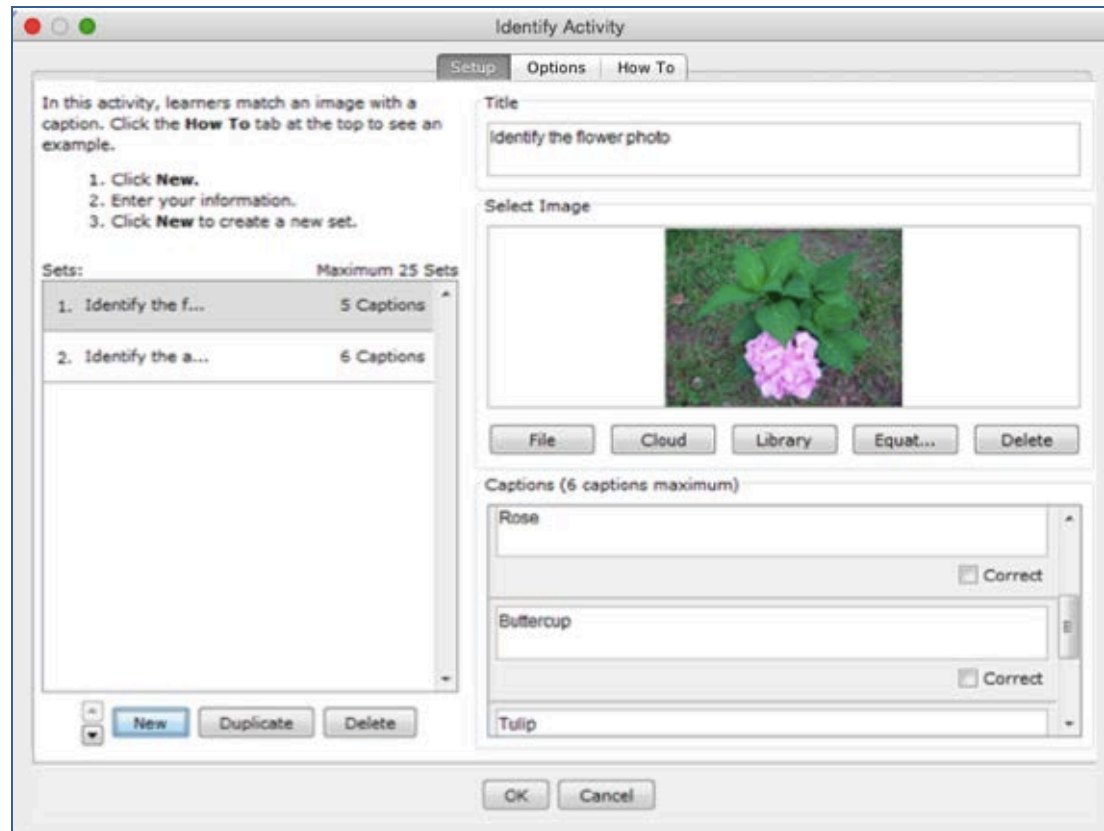 Identify Activity
Setup Options How To
In this activity, learners match an image with a
caption. Click the How To tab at the top to see an
example.
1. Click New.
2. Enter your information.
3. Click New to create a new set.
Sets: Maximum 25 Sets
1. Identify the f... 5 Captions
2. Identify the a... 6 Captions
New Duplicate Delete
Title
Identify the flower photo
Select Image
File Cloud Library Equat... Delete
Captions (6 captions maximum)
Rose
Correct
Buttercup
Correct
Tulip
OK Cancel